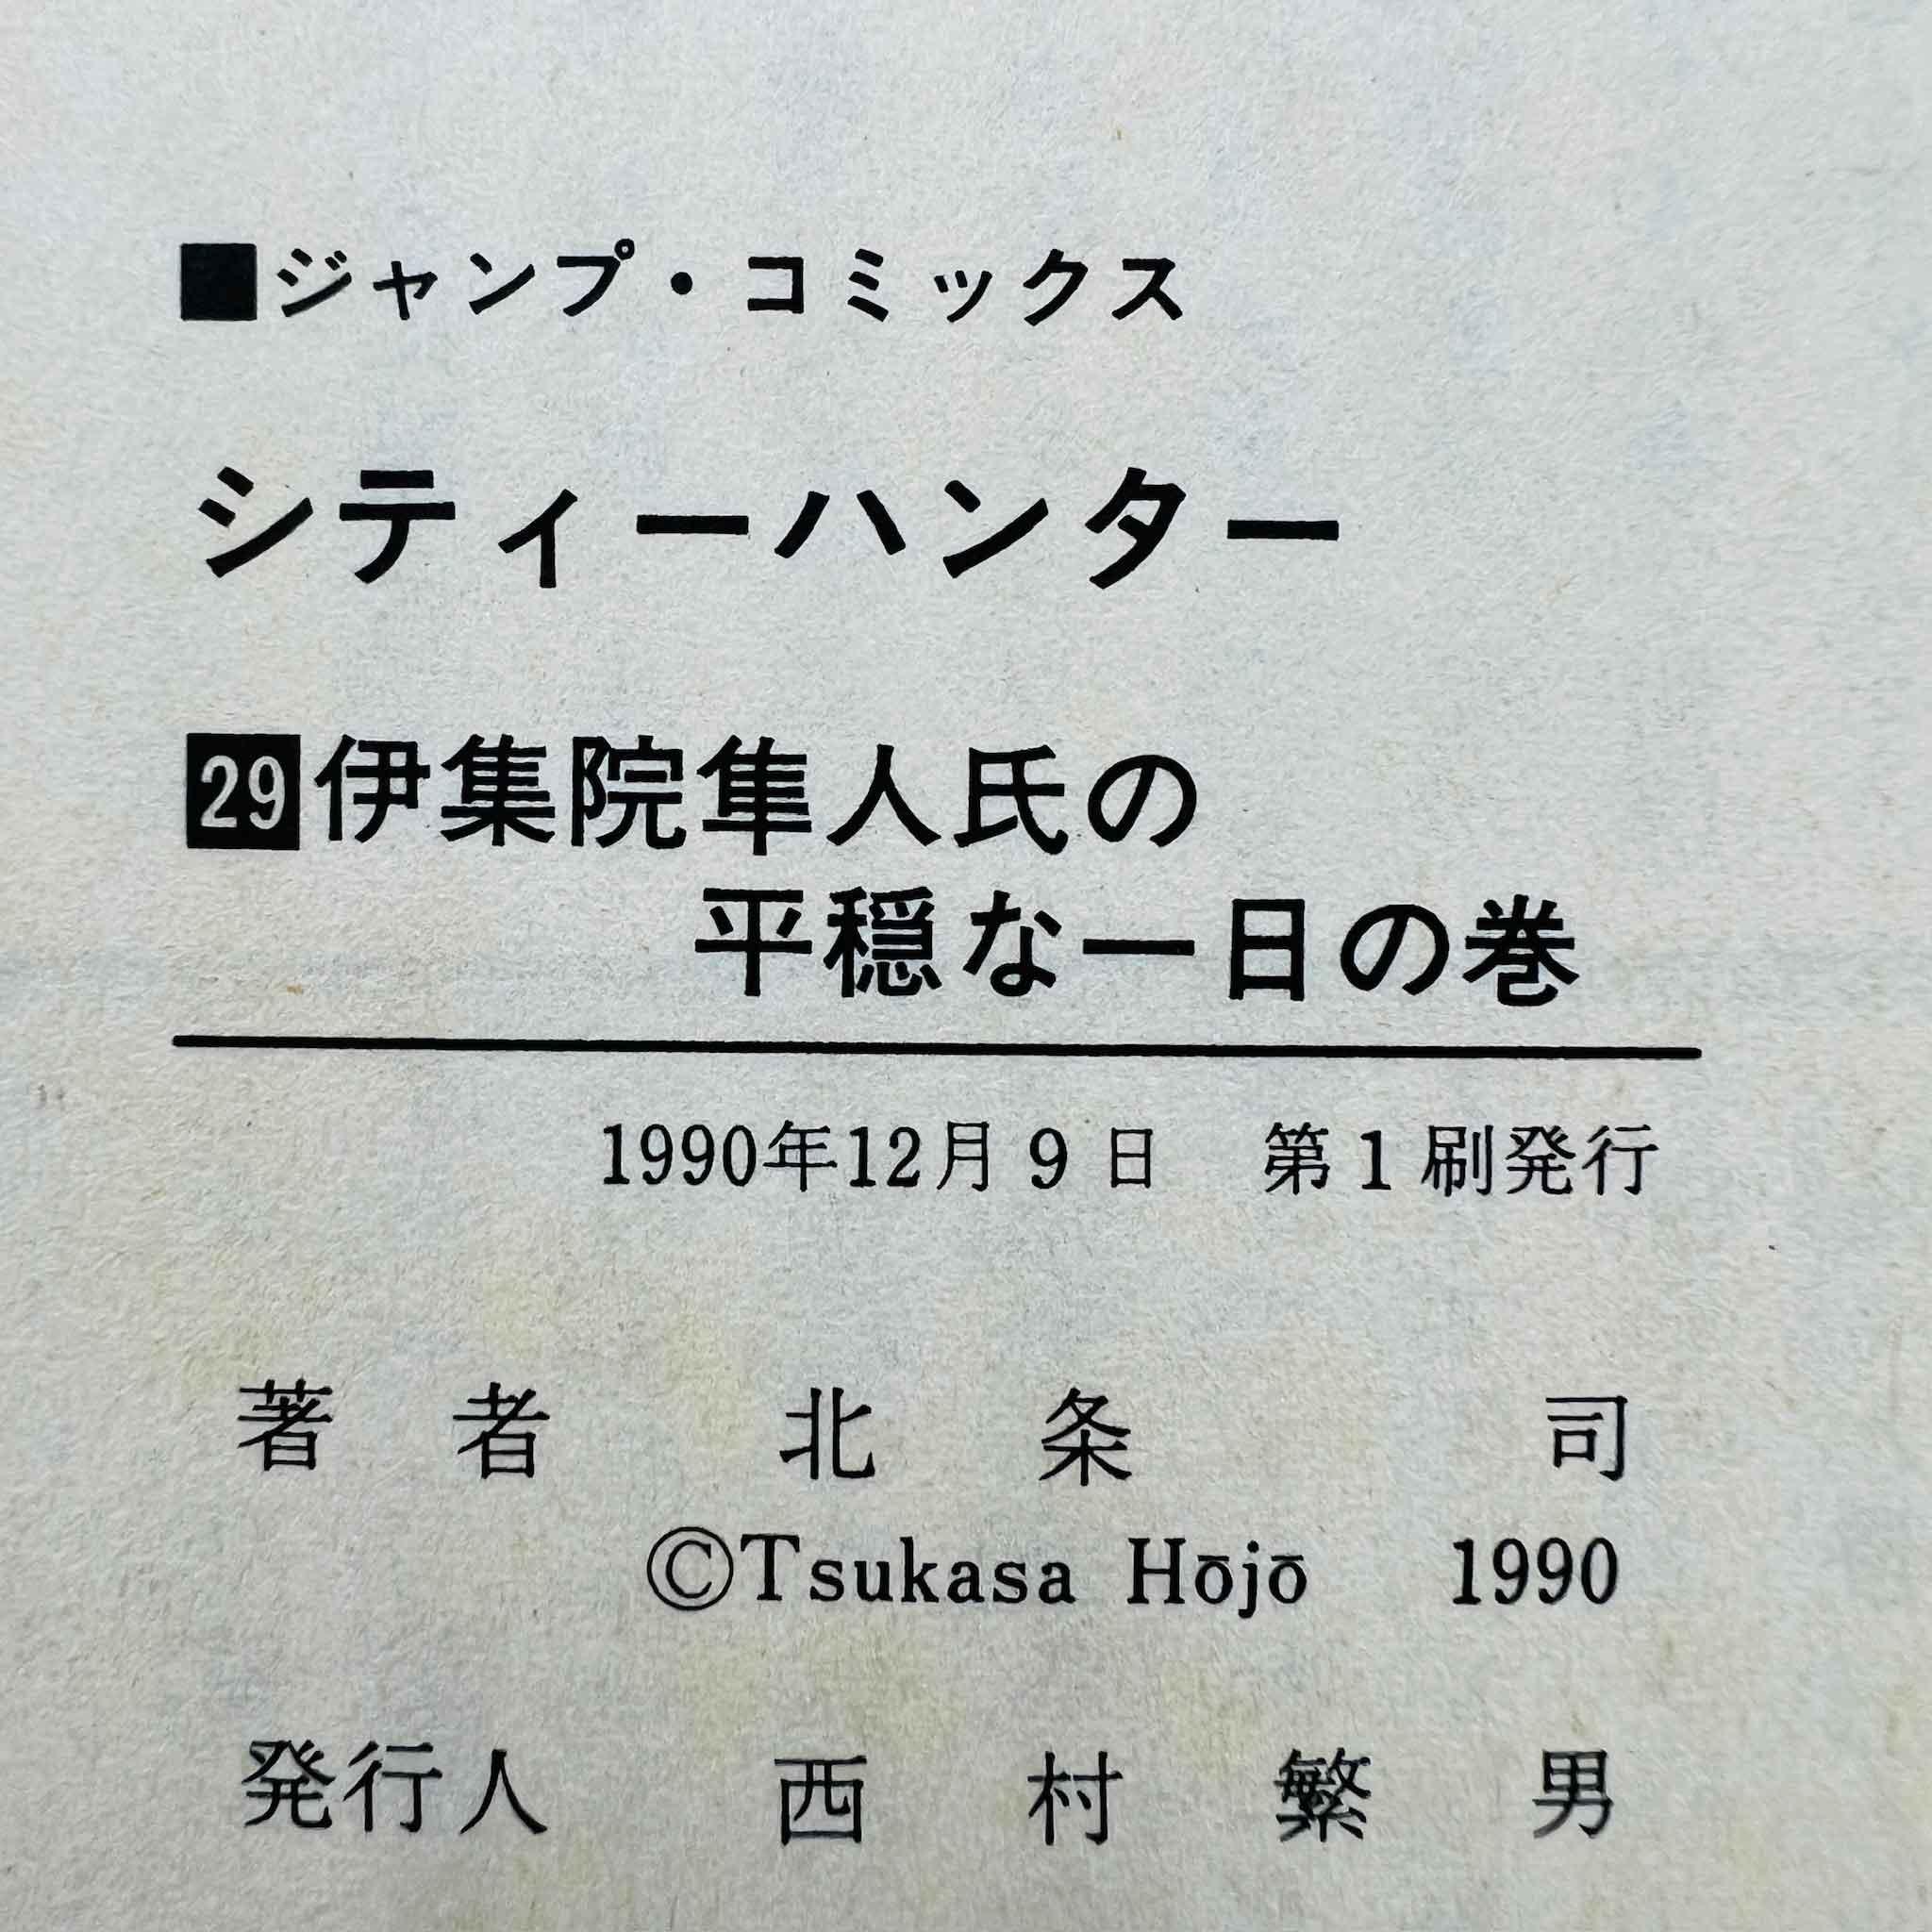 ■ジャンプ・コミックス
シティーハンター
29伊集院隼人氏の
平穏な一日の巻
1990年12月9日 第1刷発行
著者 北条 司
©Tsukasa Hōjō 1990
発行人 西村繁男